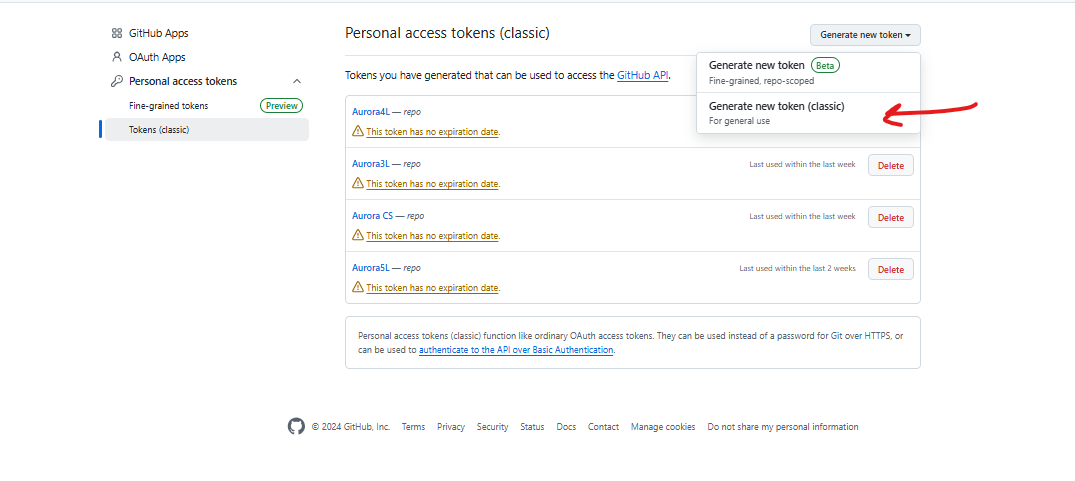 GitHub Apps
OAuth Apps
Personal access tokens
Fine-grained tokens Preview
Tokens (classic)
Personal access tokens (classic)
Generate new token
Generate new token Beta
Fine-grained, repo-scoped
Generate new token (classic)
For general use
Tokens you have generated that can be used to access the GitHub API.
Aurora4L — repo
This token has no expiration date.
Aurora3L — repo Last used within the last week Delete
This token has no expiration date.
Aurora CS — repo Last used within the last week Delete
This token has no expiration date.
Aurora5L — repo Last used within the last 2 weeks Delete
This token has no expiration date.
Personal access tokens (classic) function like ordinary OAuth access tokens. They can be used instead of a password for Git over HTTPS, or
can be used to authenticate to the API over Basic Authentication.
© 2024 GitHub, Inc. Terms Privacy Security Status Docs Contact Manage cookies Do not share my personal information